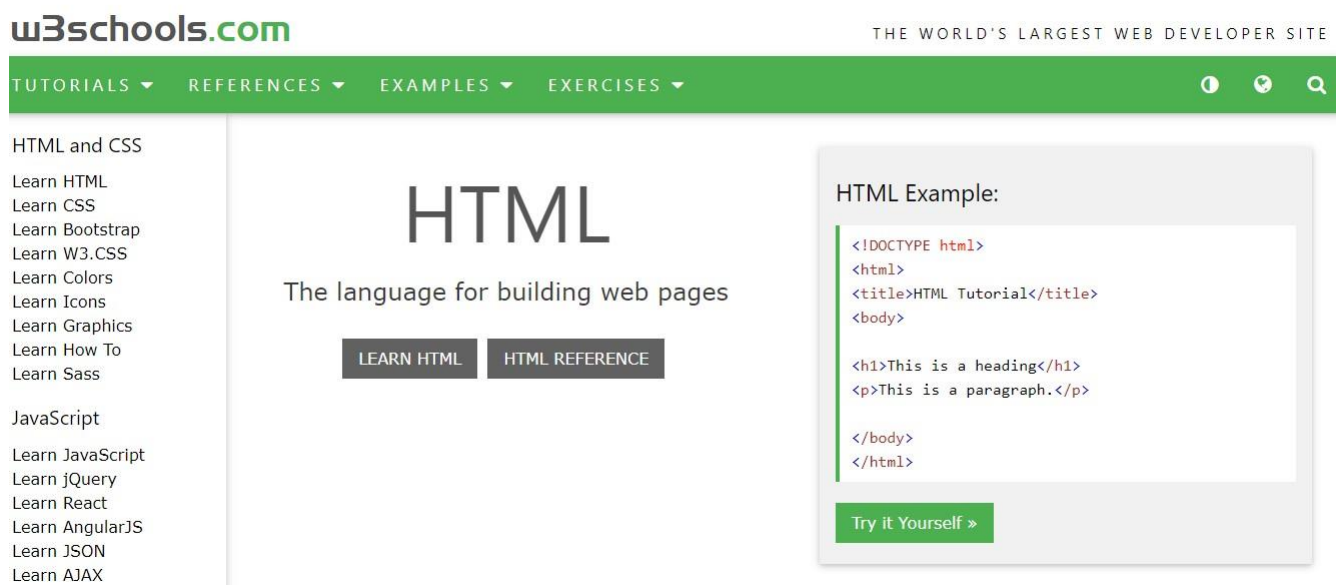 w3schools.com
THE WORLD'S LARGEST WEB DEVELOPER SITE
TUTORIALS REFERENCES EXAMPLES EXERCISES
HTML and CSS
Learn HTML
Learn CSS
Learn Bootstrap
Learn W3.CSS
Learn Colors
Learn Icons
Learn Graphics
Learn How To
Learn Sass
JavaScript
Learn JavaScript
Learn jQuery
Learn React
Learn AngularJS
Learn JSON
Learn AJAX
HTML
The language for building web pages
LEARN HTML HTML REFERENCE
HTML Example:
<!DOCTYPE html>
<html>
<title>HTML Tutorial</title>
<body>
<h1>This is a heading</h1>
<p>This is a paragraph.</p>
</body>
</html>
Try it Yourself »